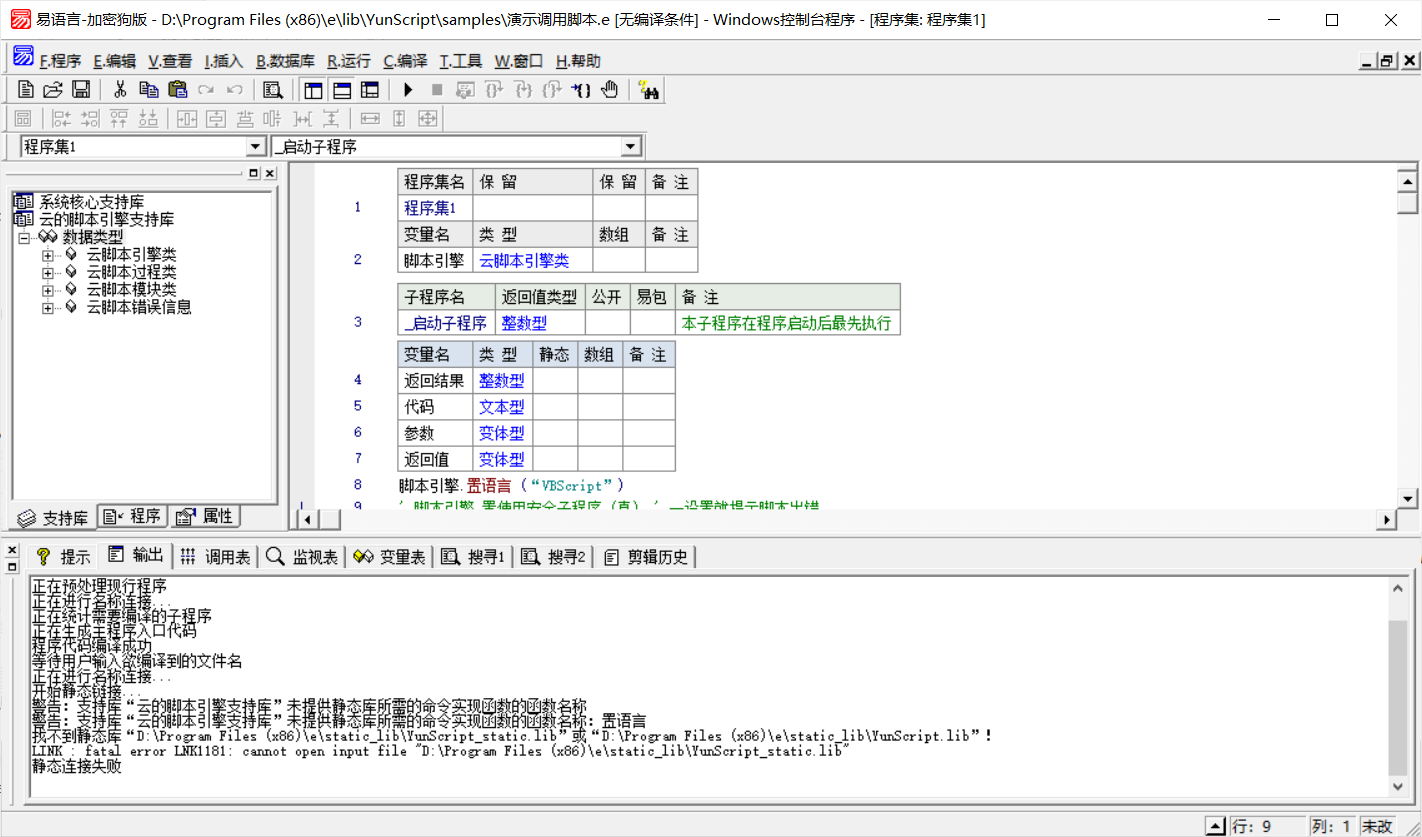 易语言-加密狗版 - D:\Program Files (x86)\e\lib\YunScript\samples\演示调用脚本.e [无编译条件] - Windows控制台程序 - [程序集: 程序集1]
F.程序 E.编辑 V.查看 I.插入 B.数据库 R.运行 C.编译 T.工具 W.窗口 H.帮助
程序集1 _启动子程序
系统核心支持库
云的脚本引擎支持库
数据类型
云脚本引擎类
云脚本过程类
云脚本模块类
云脚本错误信息
支持库 程序 属性
程序集名 保 留 保 留 备 注
1 程序集1
变量名 类 型 数组 备 注
2 脚本引擎 云脚本引擎类
子程序名 返回值类型 公开 易包 备 注
3 _启动子程序 整数型 本子程序在程序启动后最先执行
变量名 类 型 静态 数组 备 注
4 返回结果 整数型
5 代码 文本型
6 参数 变体型
7 返回值 变体型
8 脚本引擎.置语言 (“VBScript”)
9 ' 脚本引擎.置使用安全子程序 (真) ' 一设置就提云脚本出错
提示 输出 调用表 监视表 变量表 搜寻1 搜寻2 剪辑历史
正在预处理现行程序
正在进行名称连接...
正在统计需要编译的子程序
正在生成主程序入口代码
程序代码编译成功
等待用户输入欲编译到的文件名
正在进行名称连接...
开始静态链接...
警告: 支持库“云的脚本引擎支持库”未提供静态库所需的命令实现函数的函数名称
警告: 支持库“云的脚本引擎支持库”未提供静态库所需的命令实现函数的函数名称: 置语言
找不到静态库“D:\Program Files (x86)\e\static_lib\YunScript_static.lib”或“D:\Program Files (x86)\e\static_lib\YunScript.lib”!
LINK : fatal error LNK1181: cannot open input file "D:\Program Files (x86)\e\static_lib\YunScript_static.lib"
静态连接失败
行: 9 列: 1 未改